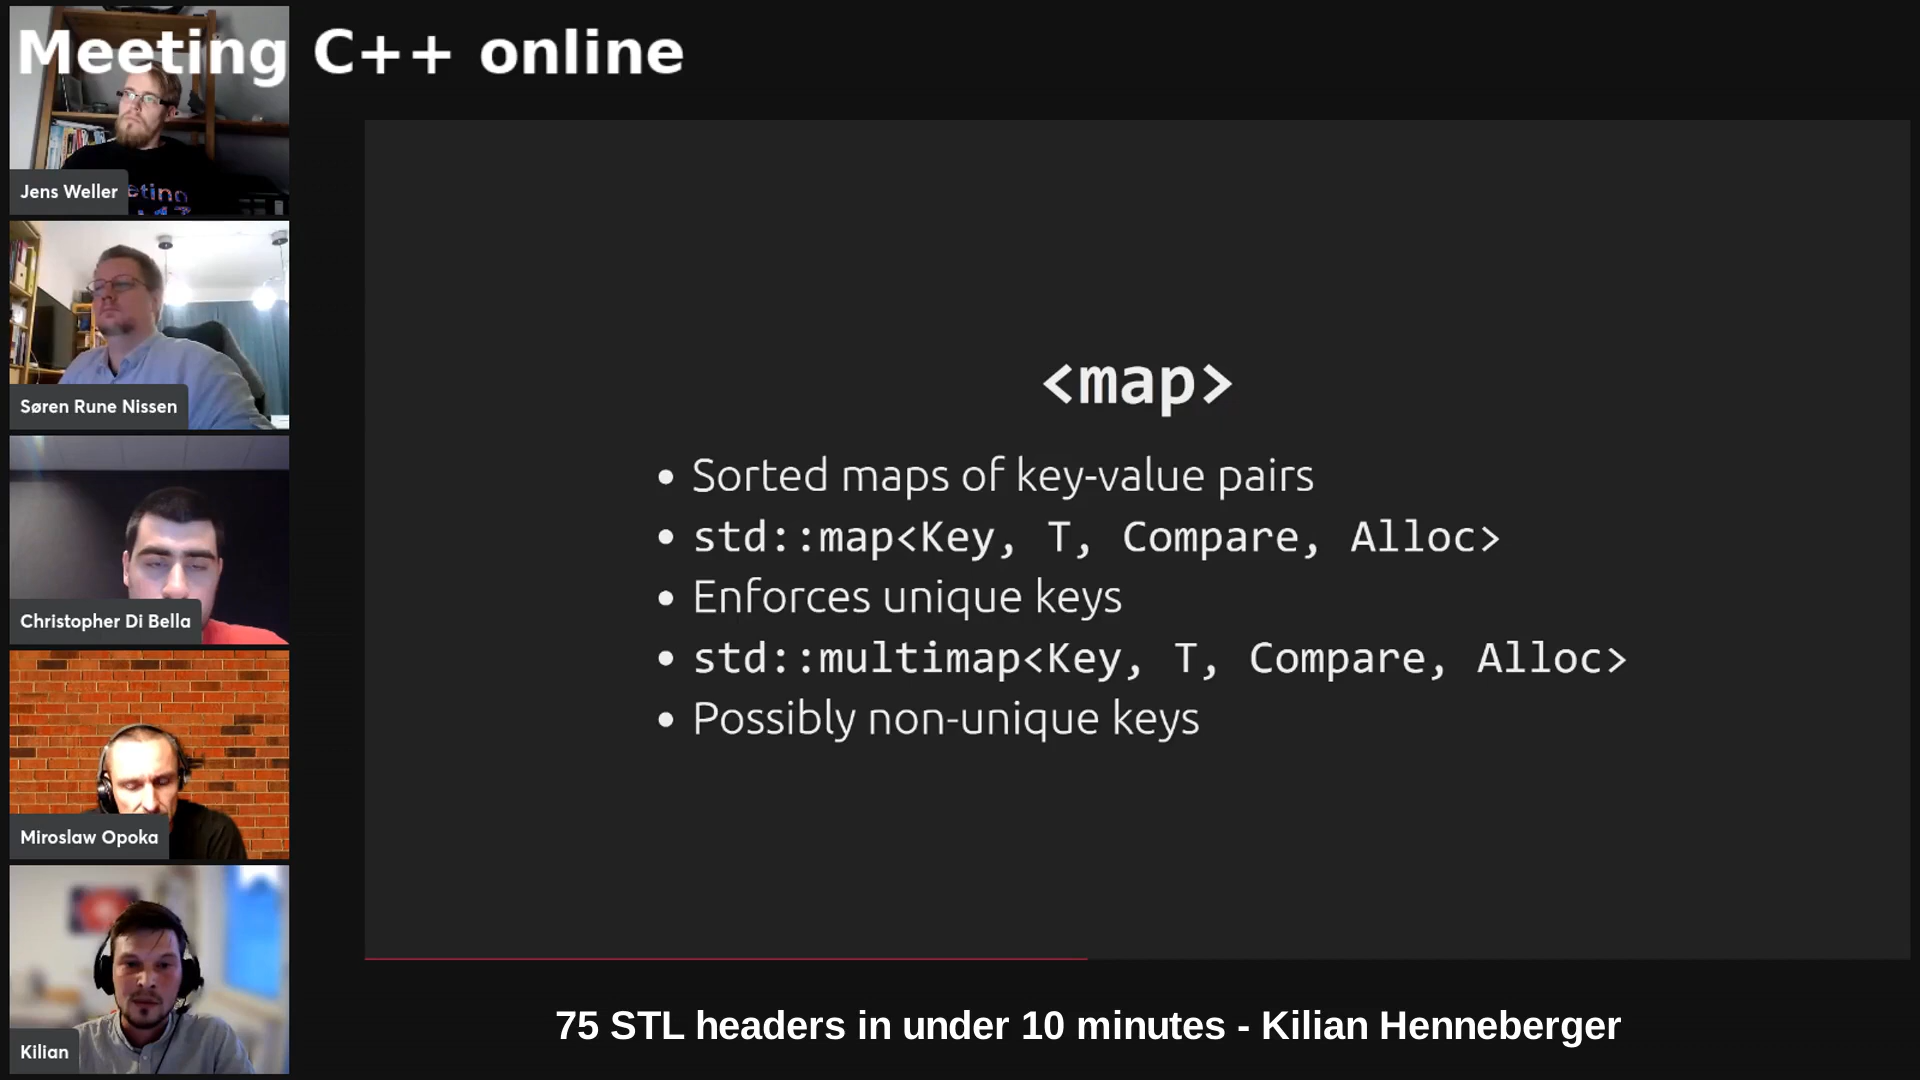 Meeting C++ online
Jens Weller
eting
Søren Rune Nissen
Christopher Di Bella
Miroslaw Opoka
Kilian
<map>
• Sorted maps of key-value pairs
• std::map<Key, T, Compare, Alloc>
• Enforces unique keys
• std::multimap<Key, T, Compare, Alloc>
• Possibly non-unique keys
75 STL headers in under 10 minutes - Kilian Henneberger